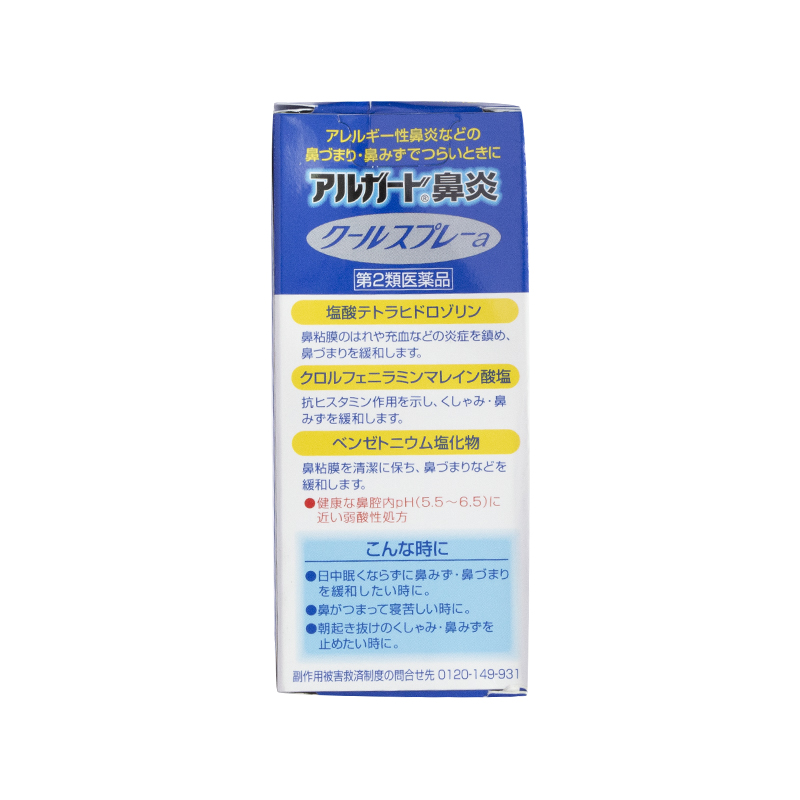 アレルギー性鼻炎などの
鼻づまり・鼻みずでつらいときに
アルガード®鼻炎
クールスプレーa
第2類医薬品
塩酸テトラヒドロゾリン
鼻粘膜のはれや充血などの炎症を鎮め、
鼻づまりを緩和します。
クロルフェニラミンマレイン酸塩
抗ヒスタミン作用を示し、くしゃみ・鼻
みずを緩和します。
ベンゼトニウム塩化物
鼻粘膜を清潔に保ち、鼻づまりなどを
緩和します。
●健康な鼻腔内pH(5.5〜6.5)に
近い弱酸性処方
こんな時に
●日中眠くならずに鼻みず・鼻づまり
を緩和したい時に。
●鼻がつまって寝苦しい時に。
●朝起き抜けのくしゃみ・鼻みずを
止めたい時に。
副作用被害救済制度の問合せ先 0120-149-931